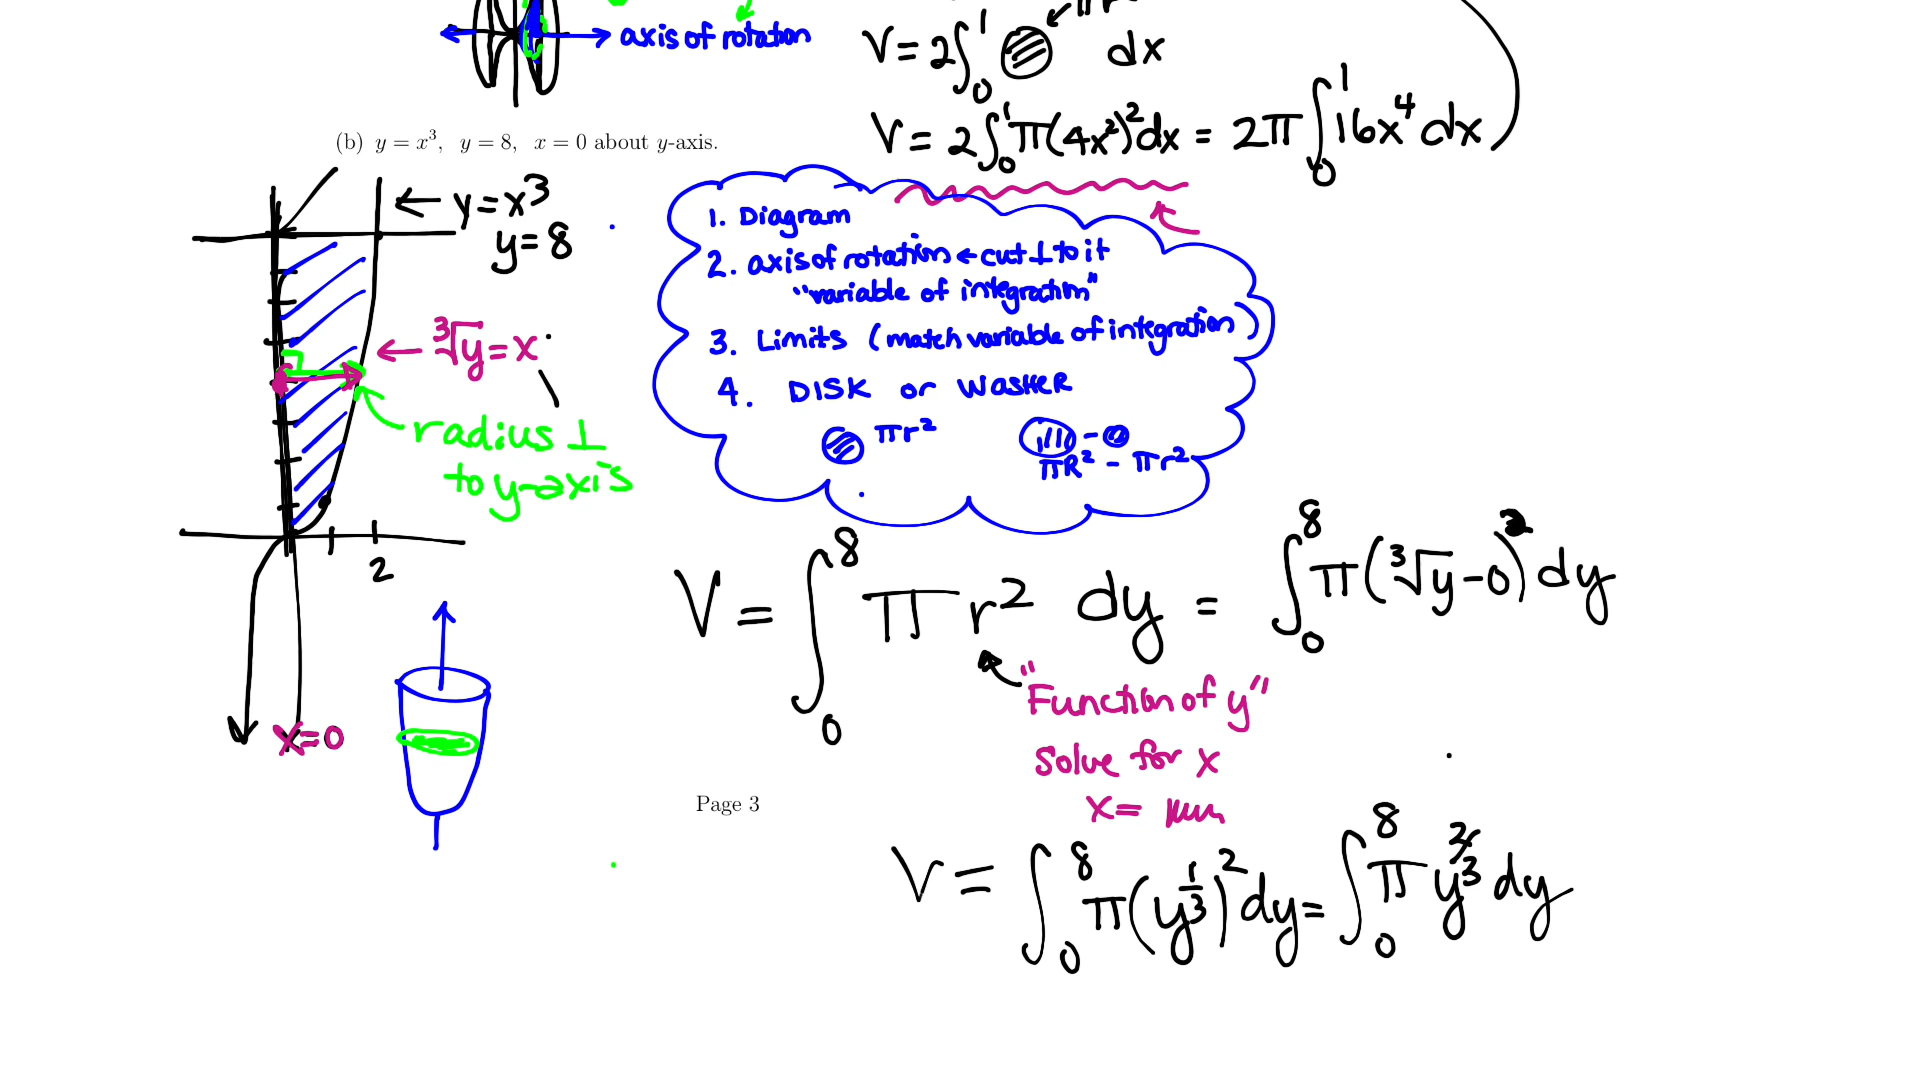 axis of rotation
V = 2∫₀¹ dx
V = 2∫₀¹ π(4x²)²dx = 2π∫₀¹ 16x⁴ dx
(b) y = x³, y = 8, x = 0 about y-axis.
← y = x³
y = 8
1. Diagram
2. axis of rotation ← cut ⊥ to it
"variable of integration"
3. Limits (match variable of integration)
4. DISK or WASHER
πr²
-
πR² - πr²
← ∛y = x
radius ⊥
to y-axis
2
x = 0
V = ∫₀⁸ π r² dy = ∫₀⁸ π(∛y - 0)² dy
"Function of y"
Solve for x
x =
Page 3
V = ∫₀⁸ π(y^{1/3})² dy = ∫₀⁸ π y^{2/3} dy